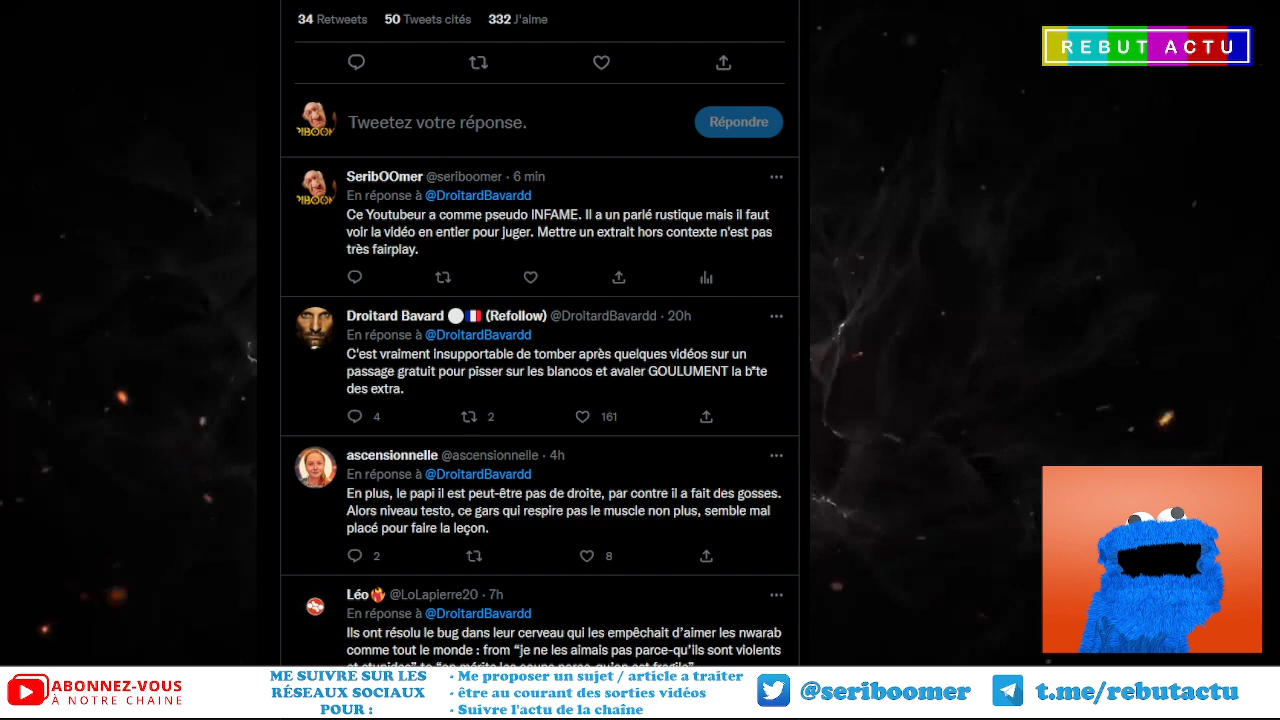 34 Retweets 50 Tweets cités 332 J'aime
REBUT ACTU
Tweetez votre réponse.
Répondre
SeribOOmer @seriboomer · 6 min
En réponse à @DroitardBavardd
Ce Youtubeur a comme pseudo INFAME. Il a un parlé rustique mais il faut
voir la vidéo en entier pour juger. Mettre un extrait hors contexte n'est pas
très fairplay.
Droitard Bavard (Refollow) @DroitardBavardd · 20h
En réponse à @DroitardBavardd
C'est vraiment insupportable de tomber après quelques vidéos sur un
passage gratuit pour pisser sur les blancos et avaler GOULUMENT la b*te
des extra.
4 2 161
ascensionnelle @ascensionnelle · 4h
En réponse à @DroitardBavardd
En plus, le papi il est peut-être pas de droite, par contre il a fait des gosses.
Alors niveau testo, ce gars qui respire pas le muscle non plus, semble mal
placé pour faire la leçon.
2 8
Léo @LoLapierre20 · 7h
En réponse à @DroitardBavardd
Ils ont résolu le bug dans leur cerveau qui les empêchait d'aimer les nwarab
comme tout le monde : from "je ne les aimais pas parce-qu'ils sont violents
ABONNEZ-VOUS
À NOTRE CHAINE
ME SUIVRE SUR LES
RÉSEAUX SOCIAUX
POUR :
- Me proposer un sujet / article a traiter
- être au courant des sorties vidéos
- Suivre l'actu de la chaîne
@seriboomer
t.me/rebutactu